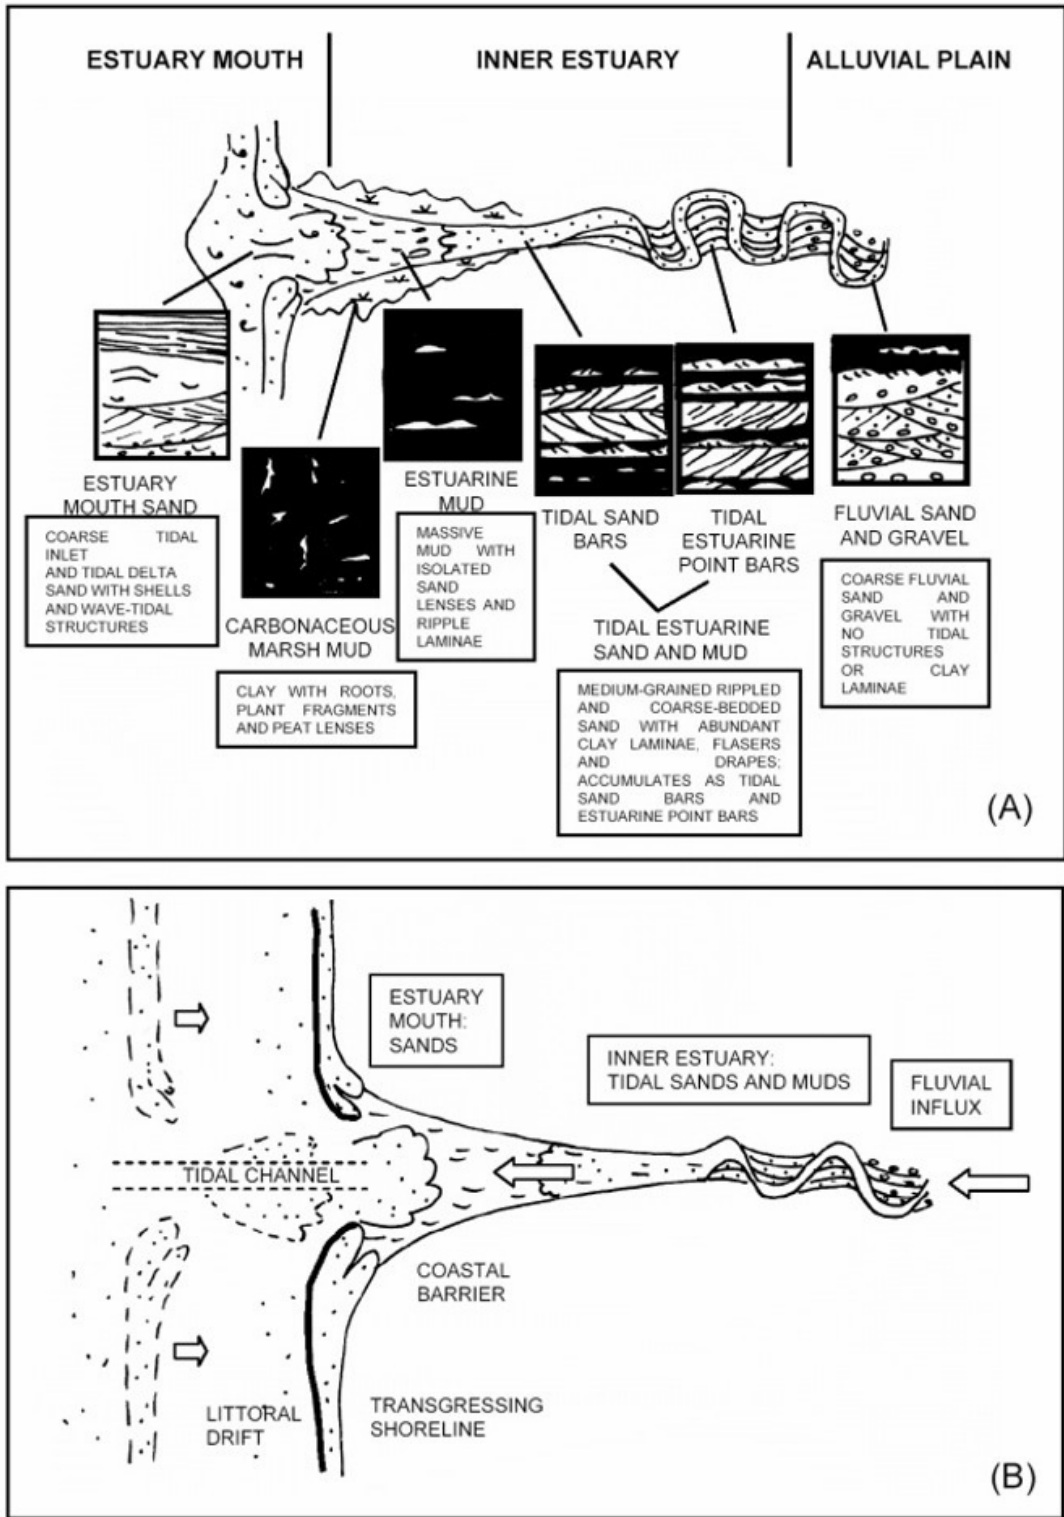 ESTUARY MOUTH
INNER ESTUARY
ALLUVIAL PLAIN
ESTUARY
MOUTH SAND
COARSE TIDAL
INLET
AND TIDAL DELTA
SAND WITH SHELLS
AND WAVE-TIDAL
STRUCTURES
CARBONACEOUS
MARSH MUD
CLAY WITH ROOTS,
PLANT FRAGMENTS
AND PEAT LENSES
ESTUARINE
MUD
MASSIVE
MUD WITH
ISOLATED
SAND
LENSES AND
RIPPLE
LAMINAE
TIDAL SAND
BARS
TIDAL
ESTUARINE
POINT BARS
TIDAL ESTUARINE
SAND AND MUD
MEDIUM-GRAINED RIPPLED
AND COARSE-BEDDED
SAND WITH ABUNDANT
CLAY LAMINAE, FLASERS
AND DRAPES;
ACCUMULATES AS TIDAL
SAND BARS AND
ESTUARINE POINT BARS
FLUVIAL SAND
AND GRAVEL
COARSE FLUVIAL
SAND AND
GRAVEL WITH
NO TIDAL
STRUCTURES
OR CLAY
LAMINAE
(A)
ESTUARY
MOUTH:
SANDS
INNER ESTUARY:
TIDAL SANDS AND MUDS
FLUVIAL
INFLUX
TIDAL CHANNEL
COASTAL
BARRIER
LITTORAL
DRIFT
TRANSGRESSING
SHORELINE
(B)